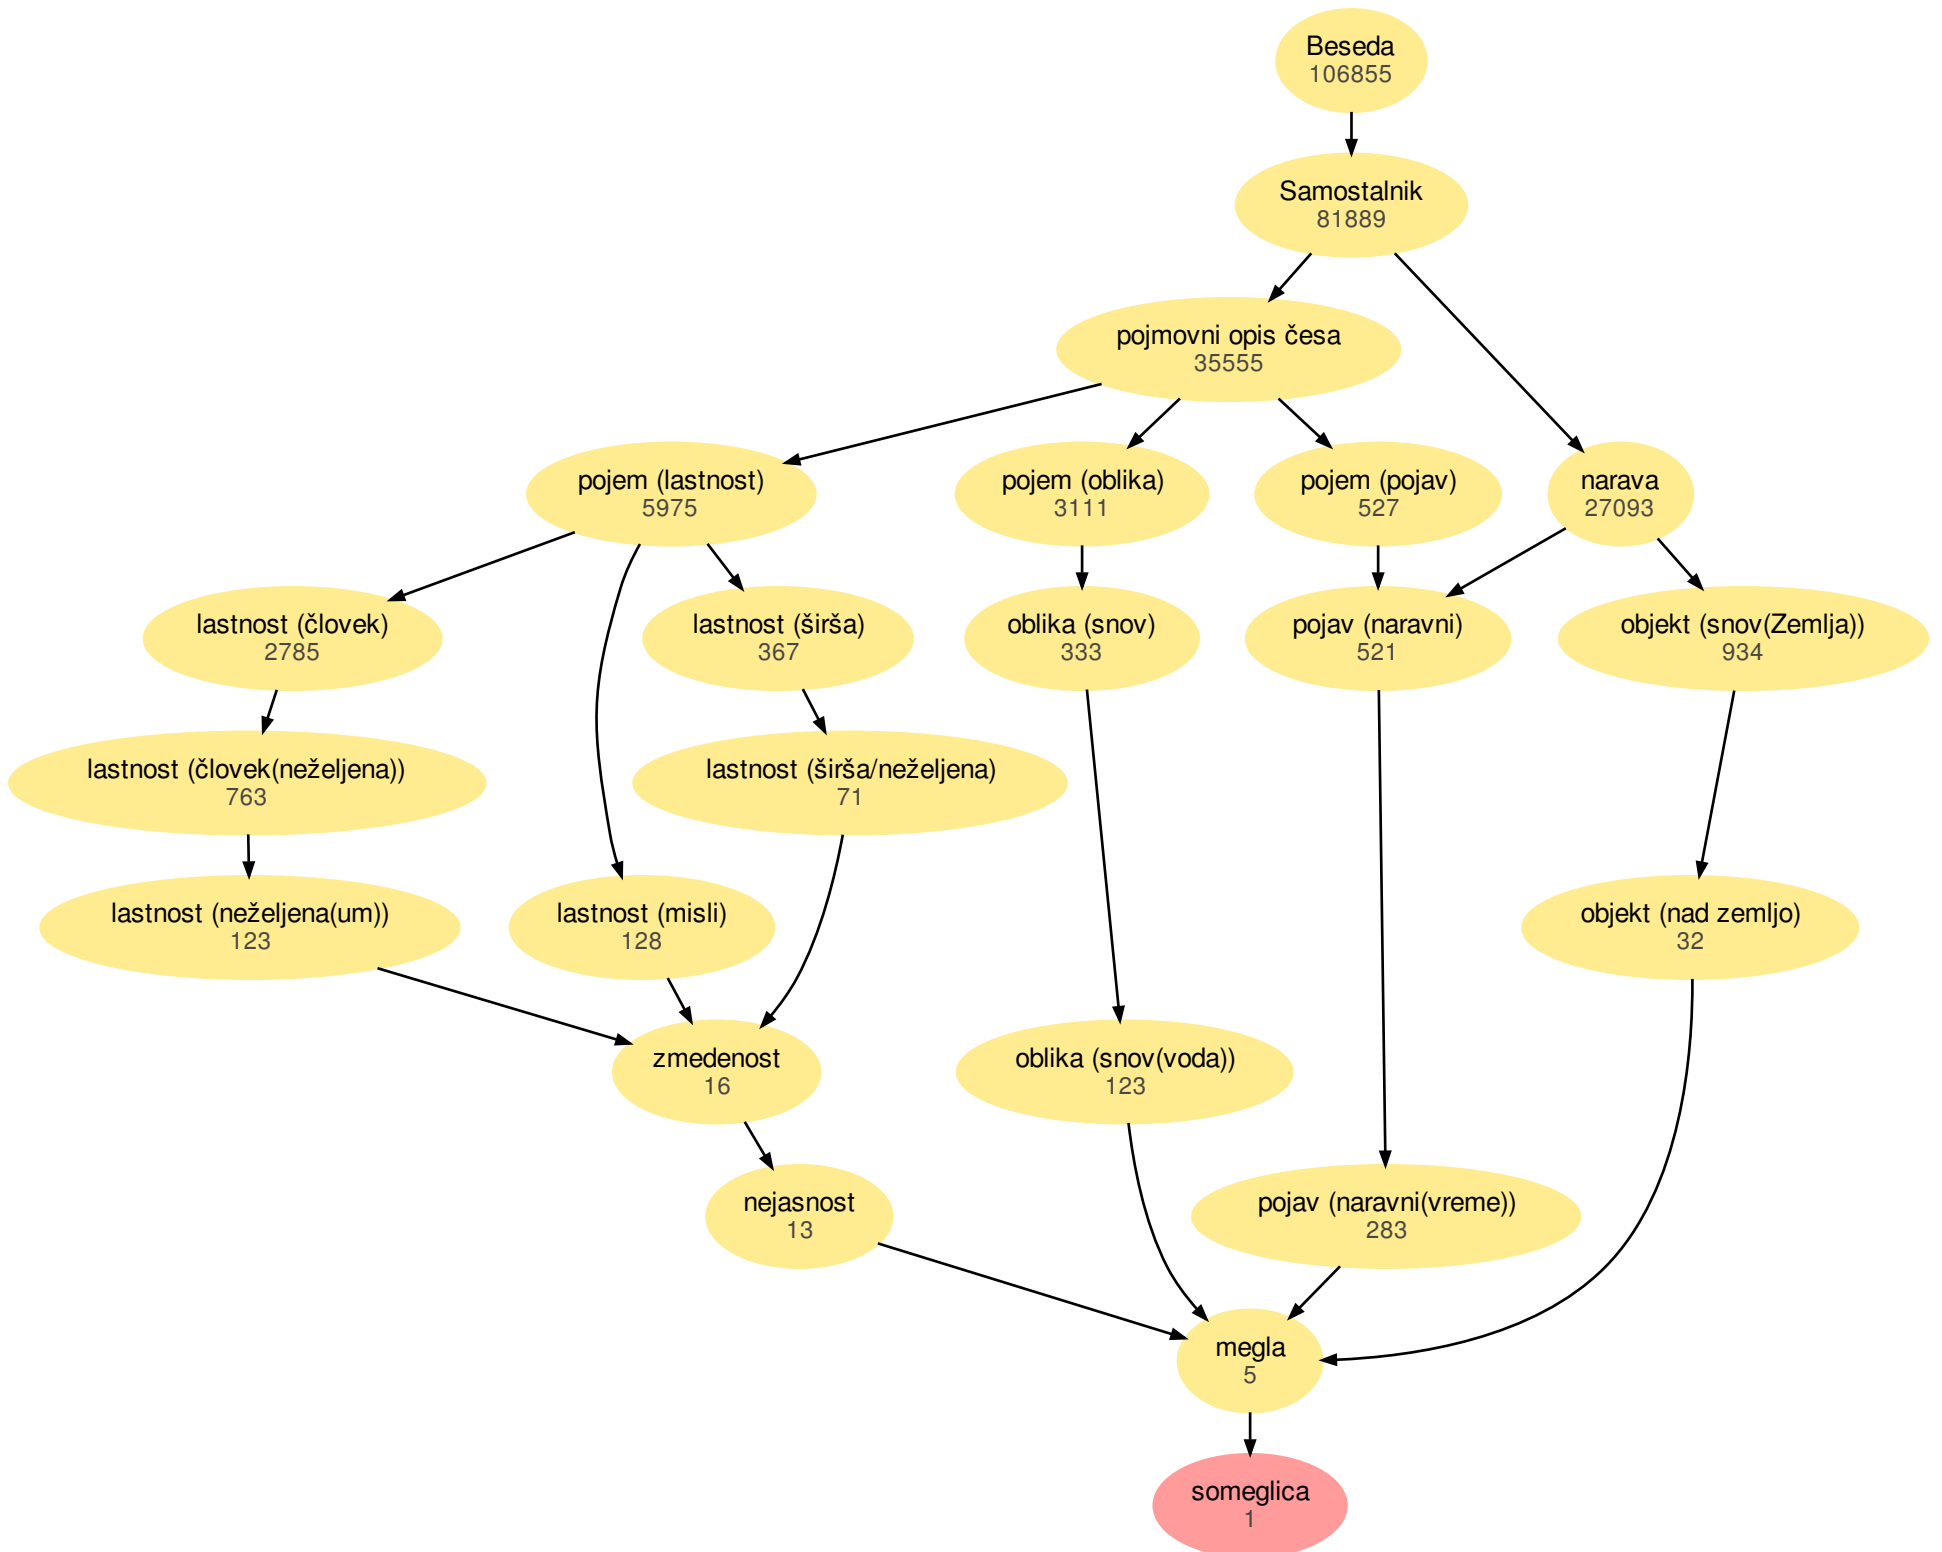 Beseda
106855
Samostalnik
81889
pojmovni opis česa
35555
pojem (lastnost)
5975
pojem (oblika)
3111
pojem (pojav)
527
narava
27093
lastnost (človek)
2785
lastnost (širša)
367
oblika (snov)
333
pojav (naravni)
521
objekt (snov(Zemlja))
934
lastnost (človek(neželjena))
763
lastnost (širša/neželjena)
71
lastnost (neželjena(um))
123
lastnost (misli)
128
objekt (nad zemljo)
32
zmedenost
16
oblika (snov(voda))
123
nejasnost
13
pojav (naravni(vreme))
283
megla
5
someglica
1